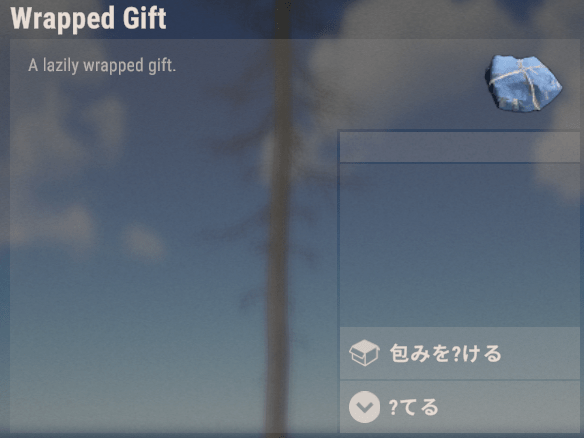 Wrapped Gift
A lazily wrapped gift.
包みを?ける
?てる